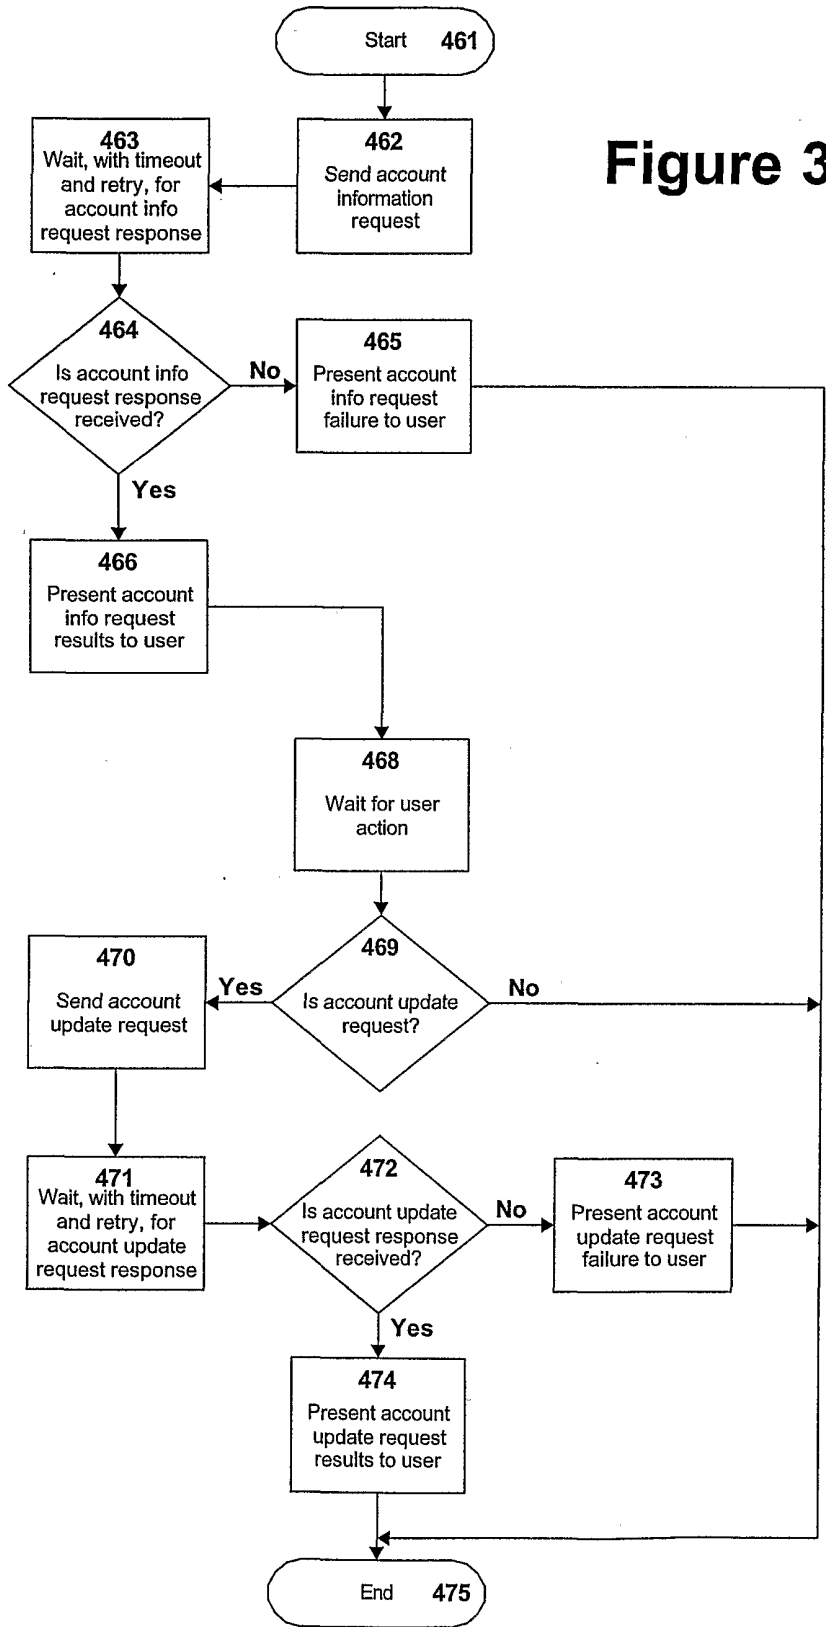 Start 461
Figure 3
463
Wait, with timeout
and retry, for
account info
request response
462
Send account
information
request
464
Is account info
request response
received?
No
465
Present account
info request
failure to user
Yes
466
Present account
info request
results to user
468
Wait for user
action
470
Send account
update request
Yes
469
Is account update
request?
No
471
Wait, with timeout
and retry, for
account update
request response
472
Is account update
request response
received?
No
473
Present account
update request
failure to user
Yes
474
Present account
update request
results to user
End 475